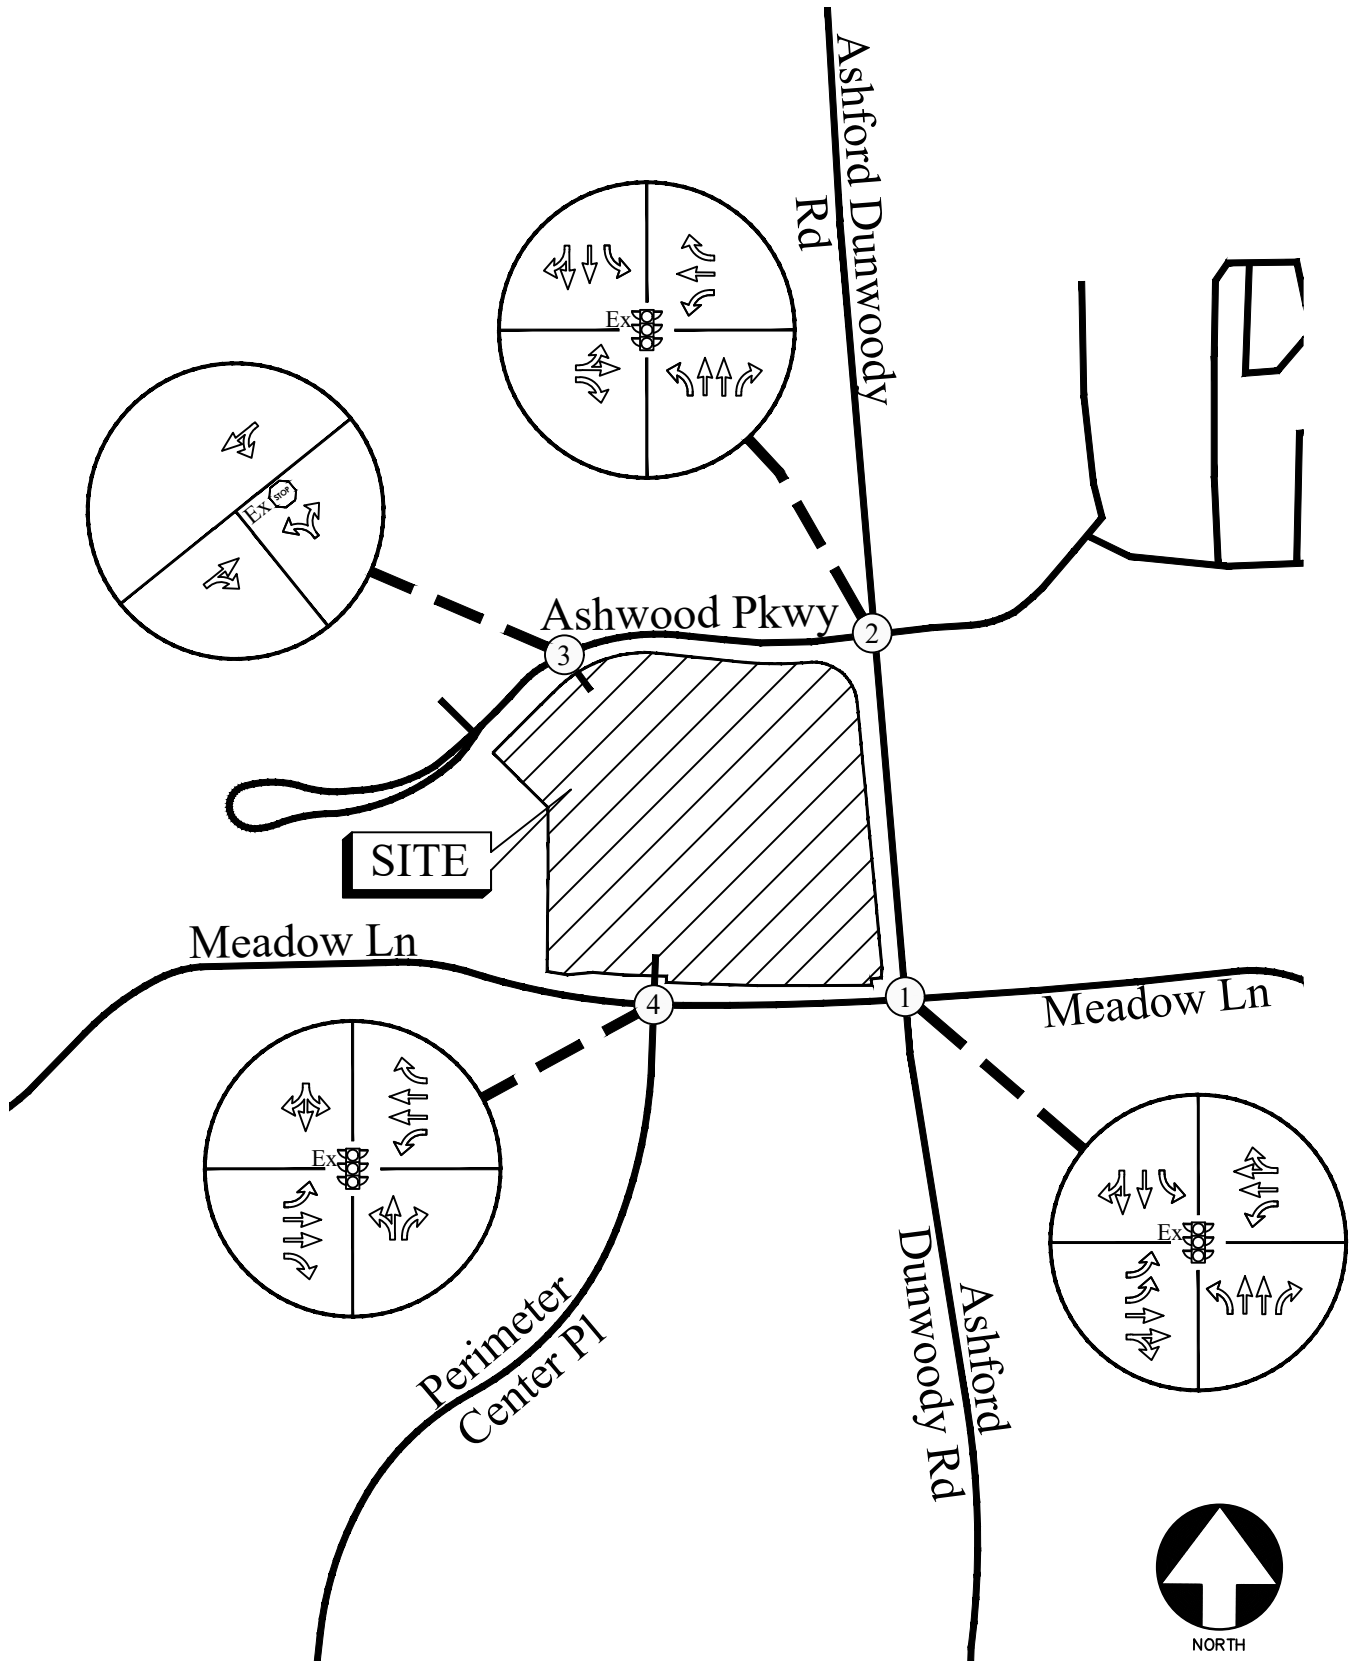 Ashford Dunwoody
Rd
Ex
STOP
Ex
Ashwood Pkwy
2
3
SITE
Meadow Ln
4
1
Meadow Ln
Ex
Ex
Perimeter
Center Pl
Ashford
Dunwoody Rd
NORTH